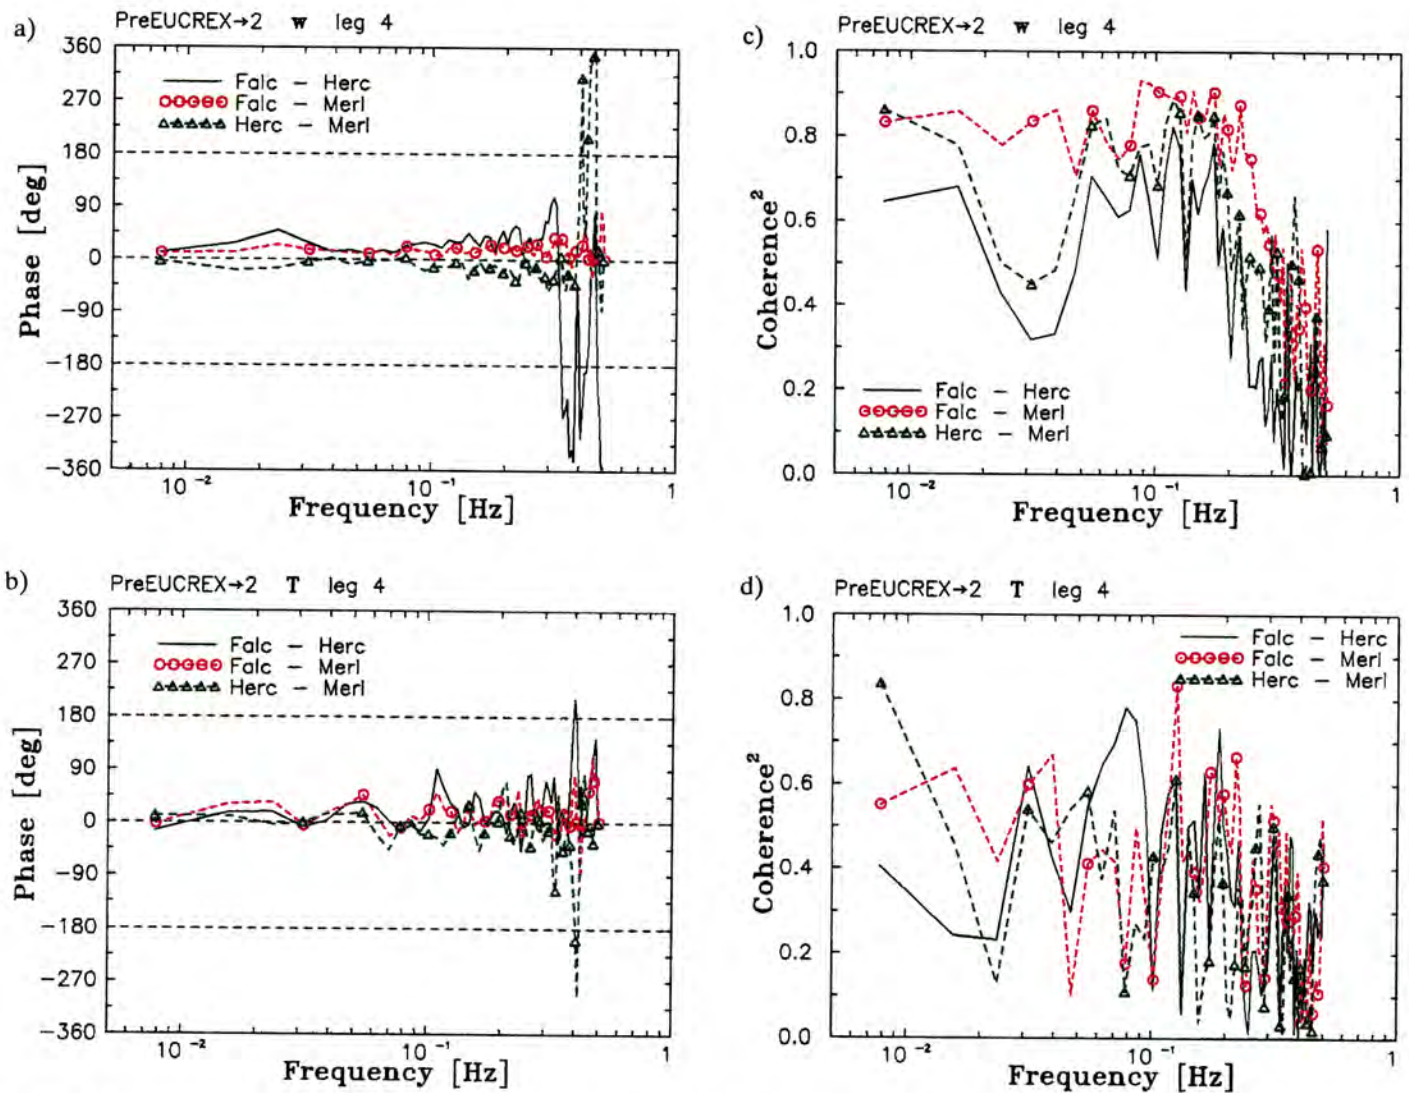 a)
PreEUCREX→2 w leg 4
Phase [deg]
360
270
180
90
0
−90
−180
−270
−360
Falc − Herc
Falc − Merl
Herc − Merl
10⁻²
10⁻¹
1
Frequency [Hz]
c)
PreEUCREX→2 w leg 4
Coherence²
1.0
0.8
0.6
0.4
0.2
0.0
Falc − Herc
Falc − Merl
Herc − Merl
10⁻²
10⁻¹
1
Frequency [Hz]
b)
PreEUCREX→2 T leg 4
Phase [deg]
360
270
180
90
0
−90
−180
−270
−360
Falc − Herc
Falc − Merl
Herc − Merl
10⁻²
10⁻¹
1
Frequency [Hz]
d)
PreEUCREX→2 T leg 4
Coherence²
1.0
0.8
0.6
0.4
0.2
0.0
Falc − Herc
Falc − Merl
Herc − Merl
10⁻²
10⁻¹
1
Frequency [Hz]